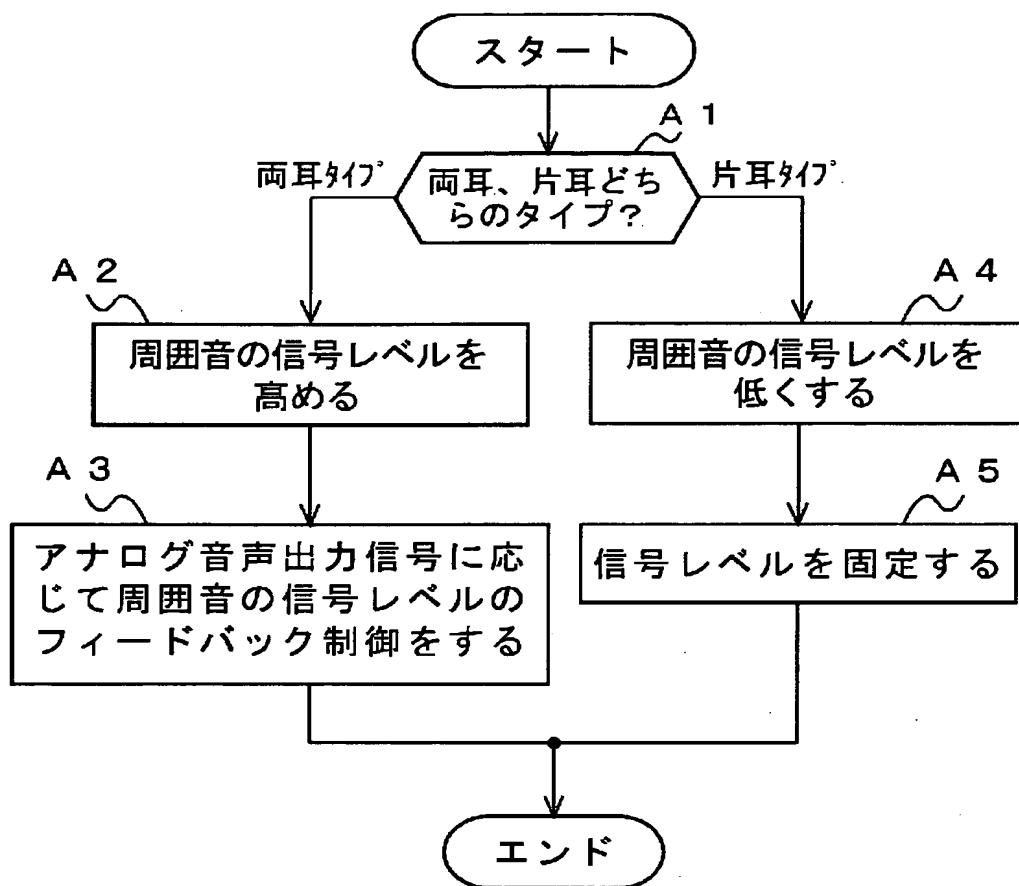 スタート
A 1
両耳タイプ
両耳、片耳どち
らのタイプ?
片耳タイプ
A 2
周囲音の信号レベルを
高める
A 4
周囲音の信号レベルを
低くする
A 3
アナログ音声出力信号に応
じて周囲音の信号レベルの
フィードバック制御をする
A 5
信号レベルを固定する
エンド